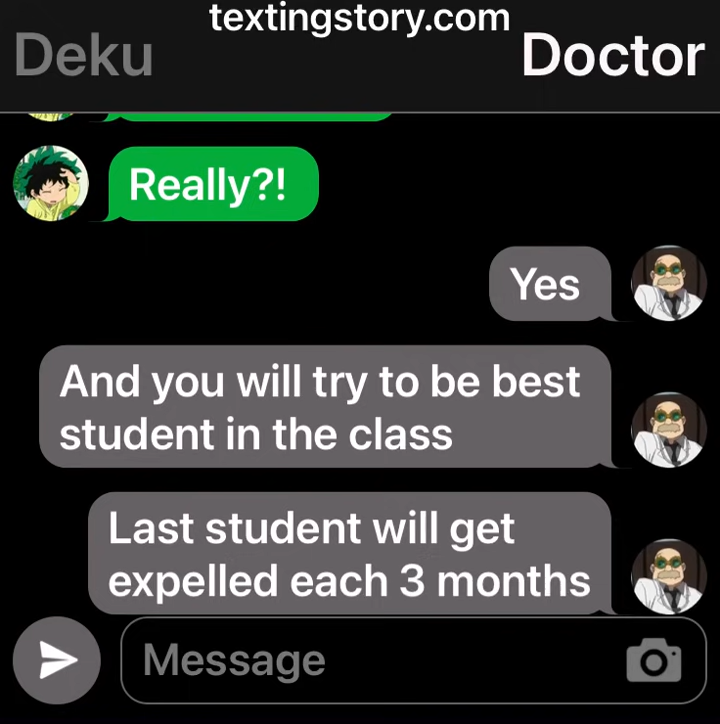 textingstory.com
Deku
Doctor
Really?!
Yes
And you will try to be best
student in the class
Last student will get
expelled each 3 months
Message